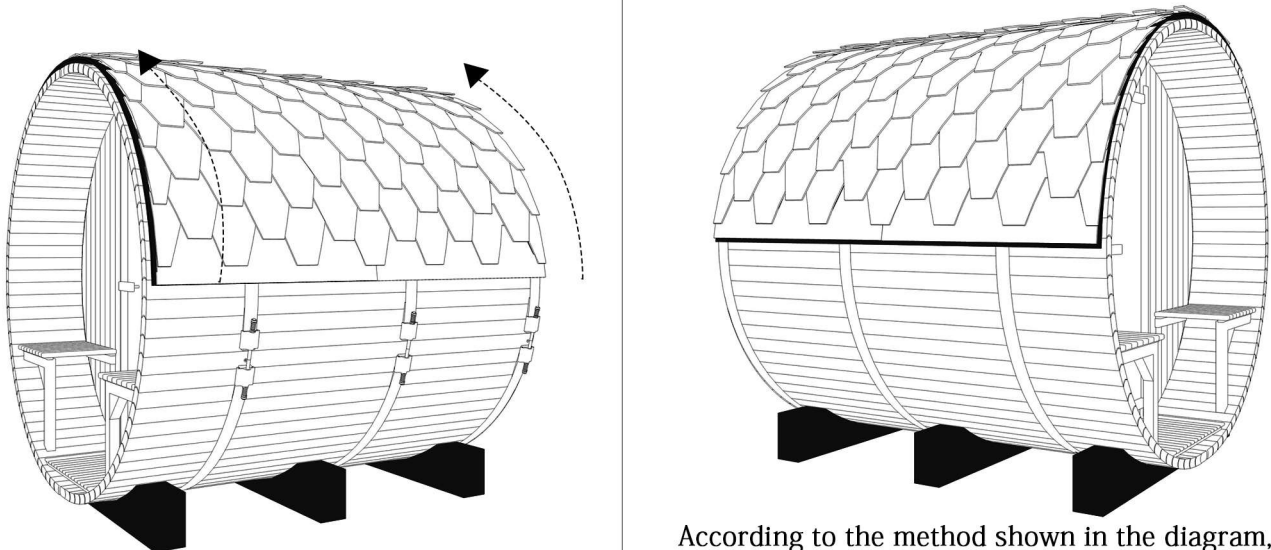 According to the method shown in the diagram,